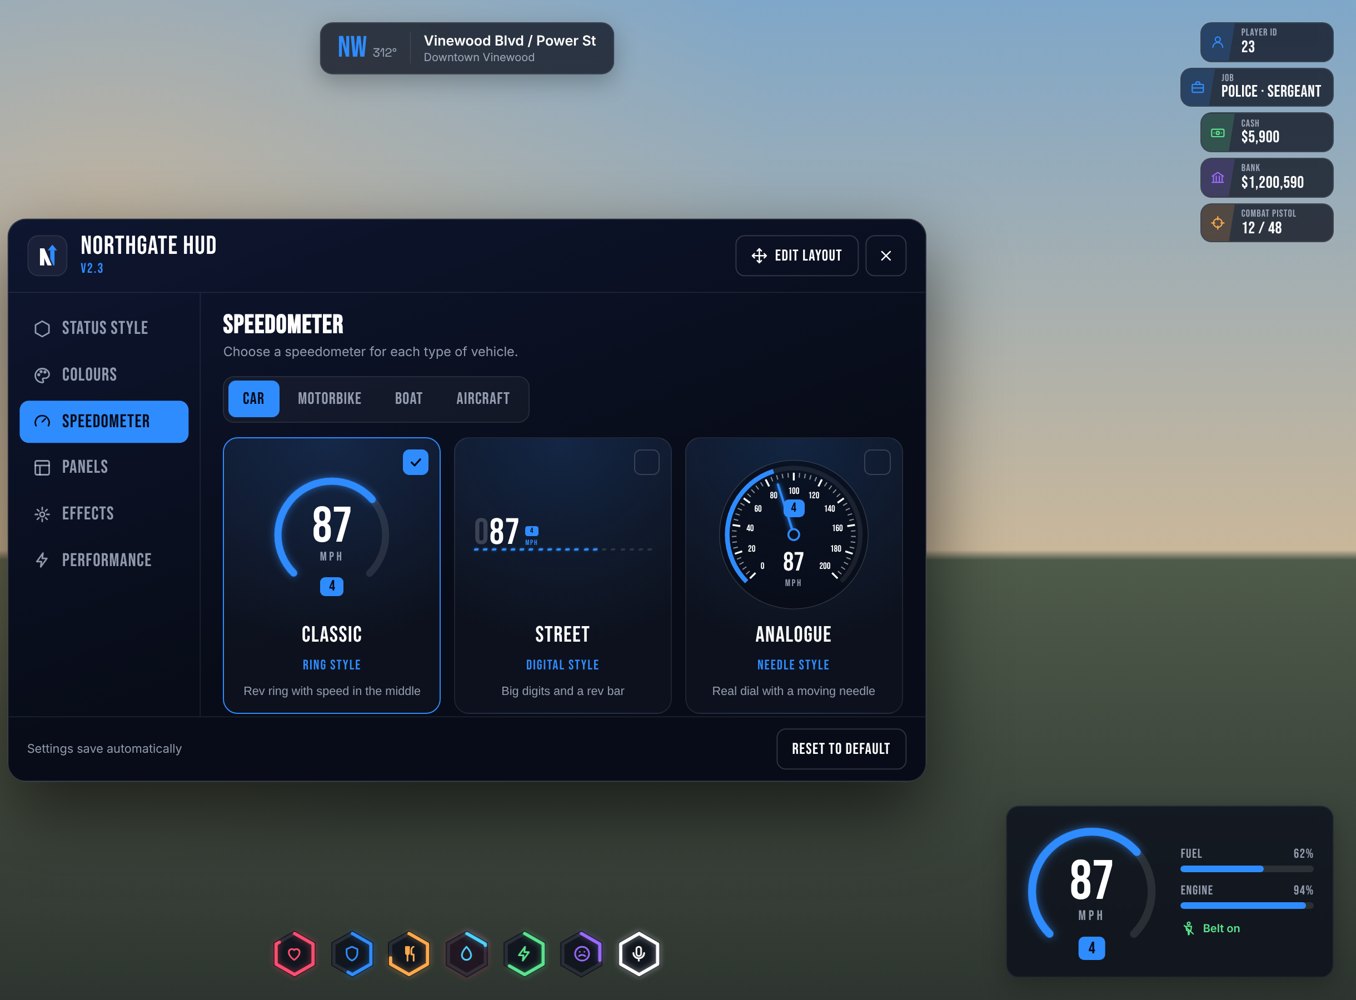 NW 312°
Vinewood Blvd / Power St
Downtown Vinewood
PLAYER ID
23
JOB
POLICE · SERGEANT
CASH
$5,900
BANK
$1,200,590
COMBAT PISTOL
12 / 48
N
NORTHGATE HUD
V2.3
EDIT LAYOUT
STATUS STYLE
COLOURS
SPEEDOMETER
PANELS
EFFECTS
PERFORMANCE
SPEEDOMETER
Choose a speedometer for each type of vehicle.
CAR MOTORBIKE BOAT AIRCRAFT
87
MPH
4
CLASSIC
RING STYLE
Rev ring with speed in the middle
087 4
MPH
STREET
DIGITAL STYLE
Big digits and a rev bar
0 20 40 60 80 100 120 140 160 180 200
4
87
MPH
ANALOGUE
NEEDLE STYLE
Real dial with a moving needle
Settings save automatically
RESET TO DEFAULT
87
MPH
4
FUEL 62%
ENGINE 94%
Belt on